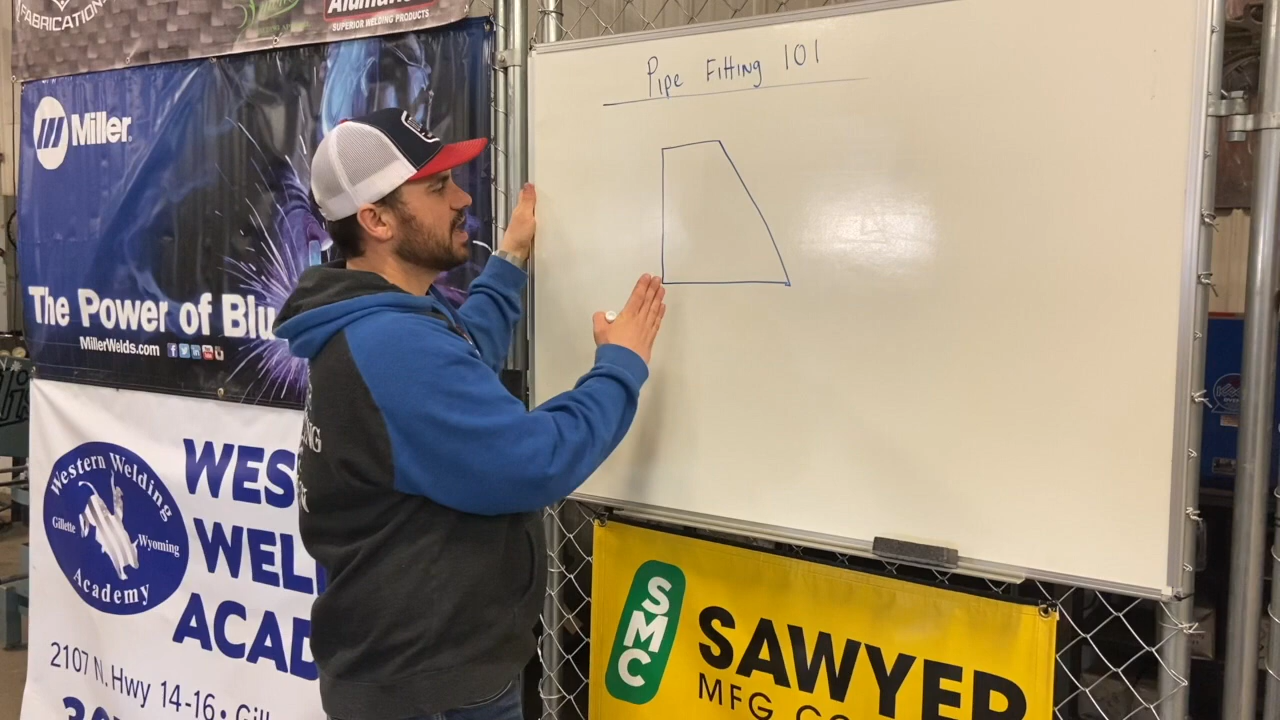 FABRICATION
SUPERIOR WELDING PRODUCTS
Miller
The Power of Blu
MillerWelds.com
Western Welding
Gillette Wyoming
Academy
WES
WEL
ACAD
2107 N. Hwy 14-16 •
Pipe Fitting 101
SMC
SAWYER
MFG CO